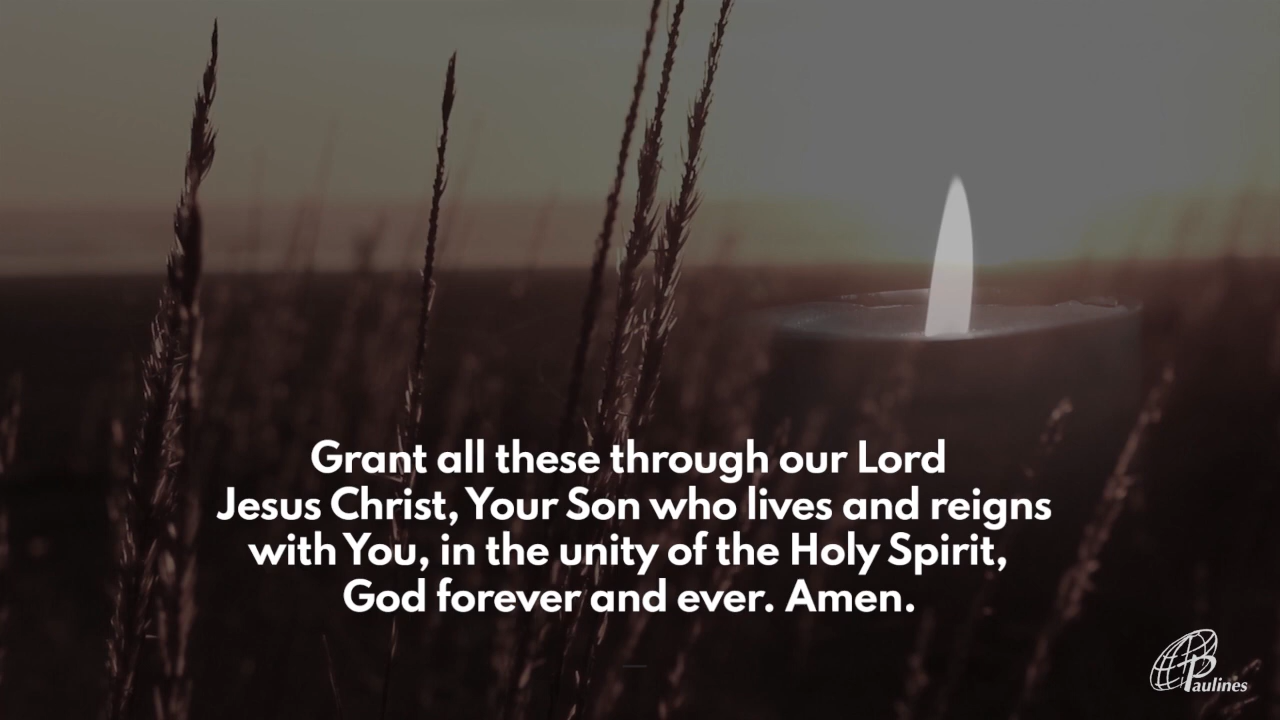 Grant all these through our Lord
Jesus Christ, Your Son who lives and reigns
with You, in the unity of the Holy Spirit,
God forever and ever. Amen.
Paulines